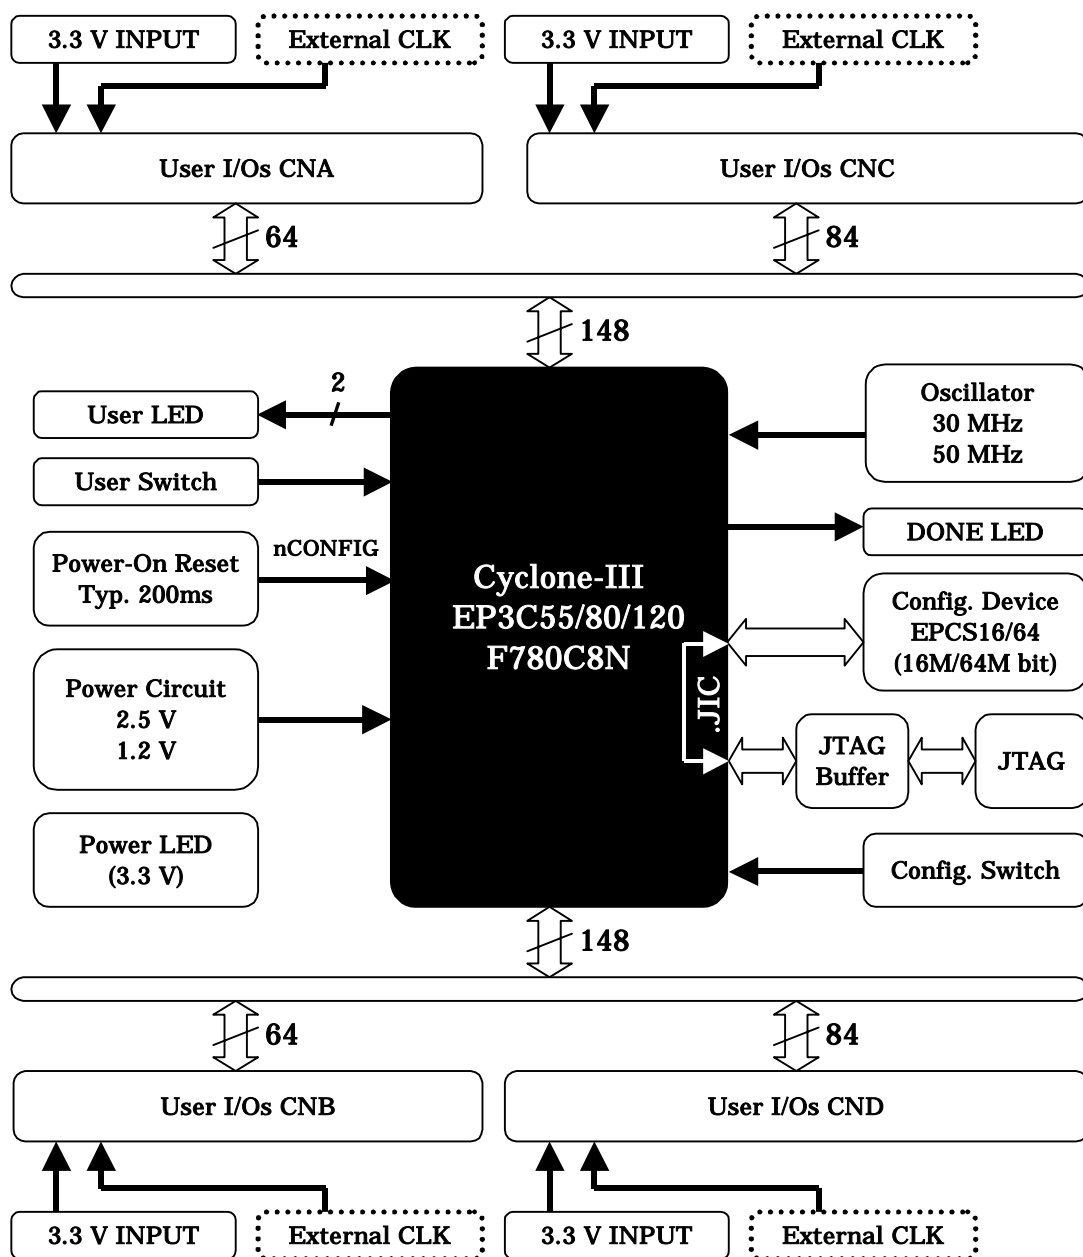 3.3 V INPUT
External CLK
3.3 V INPUT
External CLK
User I/Os CNA
User I/Os CNC
64
84
148
2
User LED
User Switch
Power-On Reset
Typ. 200ms
nCONFIG
Power Circuit
2.5 V
1.2 V
Power LED
(3.3 V)
Cyclone-III
EP3C55/80/120
F780C8N
.JIC
Oscillator
30 MHz
50 MHz
DONE LED
Config. Device
EPCS16/64
(16M/64M bit)
JTAG
Buffer
JTAG
Config. Switch
148
64
84
User I/Os CNB
User I/Os CND
3.3 V INPUT
External CLK
3.3 V INPUT
External CLK